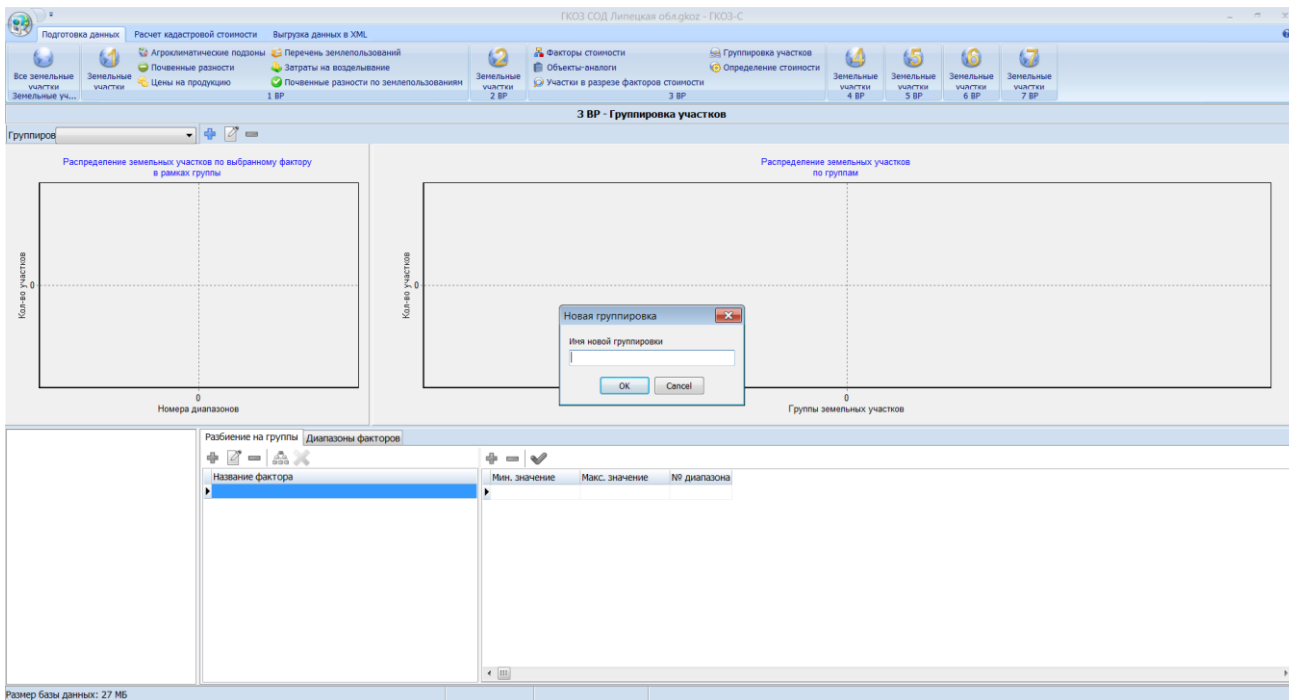 ГКОЗ СОД Липецкая обл.gkoz - ГКОЗ-С
Подготовка данных Расчет кадастровой стоимости Выгрузка данных в XML
Агроклиматические подзоны Перечень землепользований Факторы стоимости Группировка участков
Почвенные разности Затраты на возделывание Объекты-аналоги Определение стоимости
Цены на продукцию Почвенные разности по землепользованиям Участки в разрезе факторов стоимости
Все земельные участки Земельные участки Земельные участки Земельные участки Земельные участки Земельные участки Земельные участки
Земельные уч... 1 ВР 2 ВР 3 ВР 4 ВР 5 ВР 6 ВР 7 ВР
3 ВР - Группировка участков
Группиров
Распределение земельных участков по выбранному фактору
в рамках группы
Распределение земельных участков
по группам
Кол-во участков
0
0
Номера диапазонов
Кол-во участков
0
0
Группы земельных участков
Новая группировка
Имя новой группировки
OK Cancel
Разбиение на группы Диапазоны факторов
Название фактора Мин. значение Макс. значение № диапазона
Размер базы данных: 27 МБ